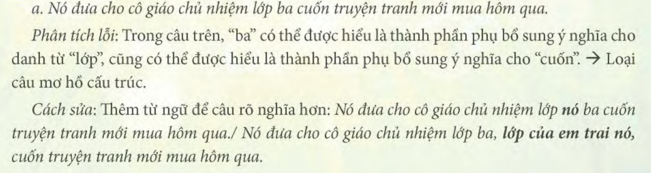 a. Nó đưa cho cô giáo chủ nhiệm lớp ba cuốn truyện tranh mới mua hôm qua.
Phân tích lỗi: Trong câu trên, “ba” có thể được hiểu là thành phần phụ bổ sung ý nghĩa cho
danh từ “lớp”, cũng có thể được hiểu là thành phần phụ bổ sung ý nghĩa cho “cuốn”. → Loại
câu mơ hồ cấu trúc.
Cách sửa: Thêm từ ngữ để câu rõ nghĩa hơn: Nó đưa cho cô giáo chủ nhiệm lớp nó ba cuốn
truyện tranh mới mua hôm qua./ Nó đưa cho cô giáo chủ nhiệm lớp ba, lớp của em trai nó,
cuốn truyện tranh mới mua hôm qua.